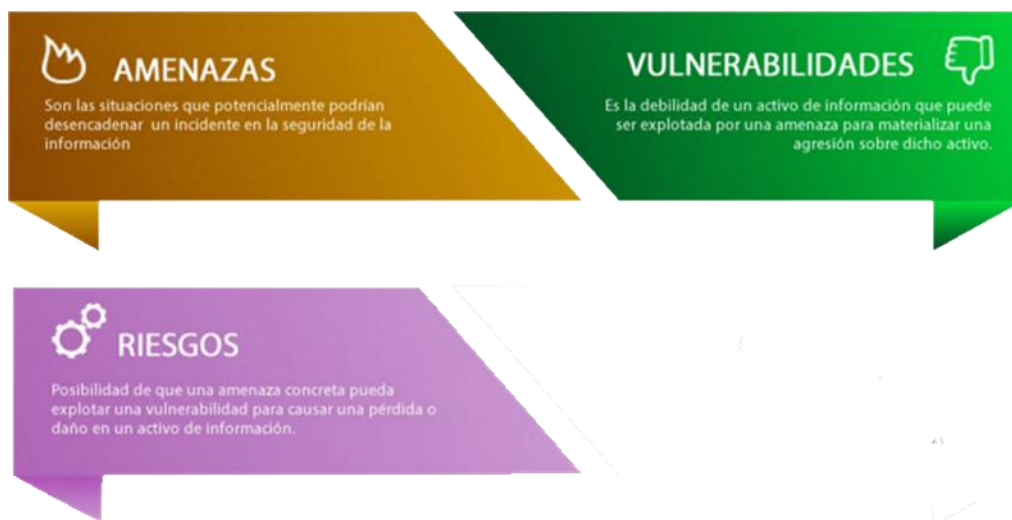 AMENAZAS
Son las situaciones que potencialmente podrían
desencadenar un incidente en la seguridad de la
información
VULNERABILIDADES
Es la debilidad de un activo de información que puede
ser explotada por una amenaza para materializar una
agresión sobre dicho activo.
RIESGOS
Posibilidad de que una amenaza concreta pueda
explotar una vulnerabilidad para causar una pérdida o
daño en un activo de información.